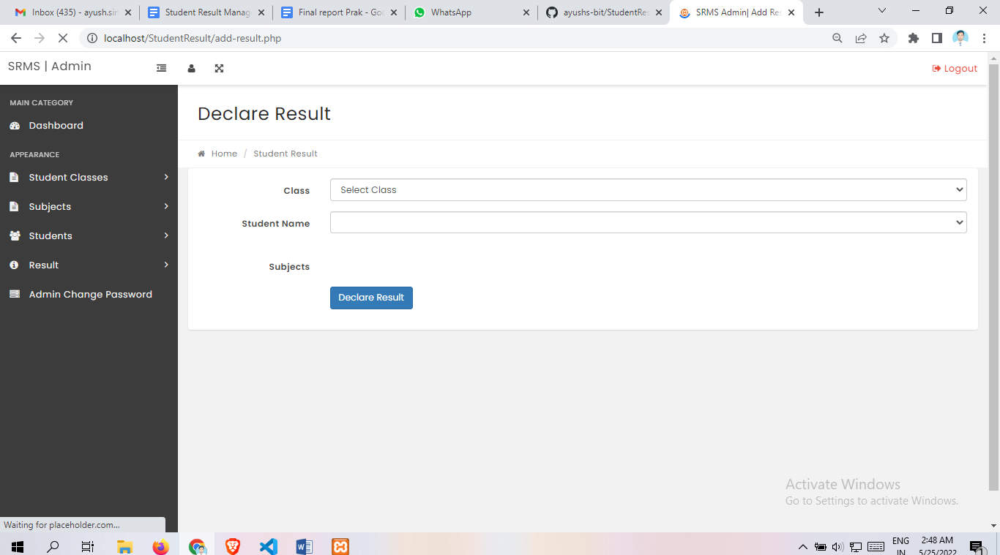 Inbox (435) - ayush.sin
Student Result Manag
Final report Prak - Goo
WhatsApp
ayushs-bit/StudentRes
SRMS Admin| Add Res
localhost/StudentResult/add-result.php
SRMS | Admin
Logout
MAIN CATEGORY
Dashboard
APPEARANCE
Student Classes
Subjects
Students
Result
Admin Change Password
Declare Result
Home / Student Result
Class
Select Class
Student Name
Subjects
Declare Result
Activate Windows
Go to Settings to activate Windows.
Waiting for placeholder.com...
ENG
IN
2:48 AM
5/25/2022
1